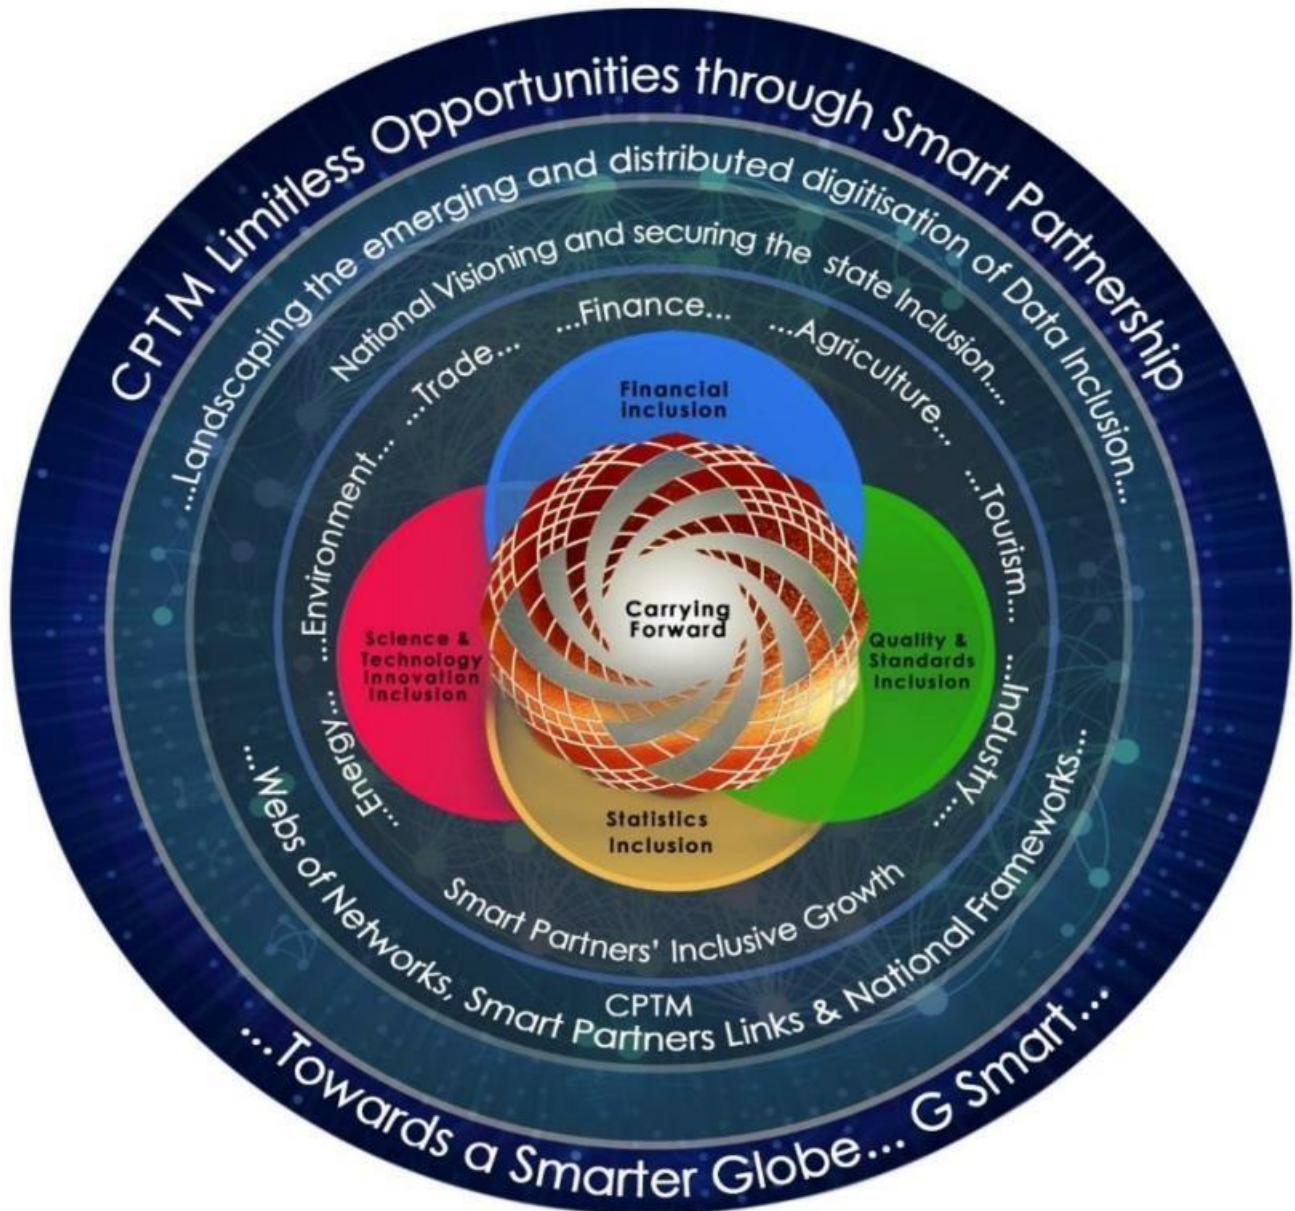 CPTM Limitless Opportunities through Smart Partnership
...Landscaping the emerging and distributed digitisation of Data Inclusion...
National Visioning and securing the state Inclusion....
...Environment...
...Trade...
...Finance...
...Agriculture...
...Tourism...
...Industry...
...Energy...
Financial
Inclusion
Science &
Technology
Innovation
Inclusion
Carrying
Forward
Quality &
Standards
Inclusion
Statistics
Inclusion
Smart Partners' Inclusive Growth
CPTM
...Webs of Networks, Smart Partners Links & National Frameworks...
...Towards a Smarter Globe... G Smart...